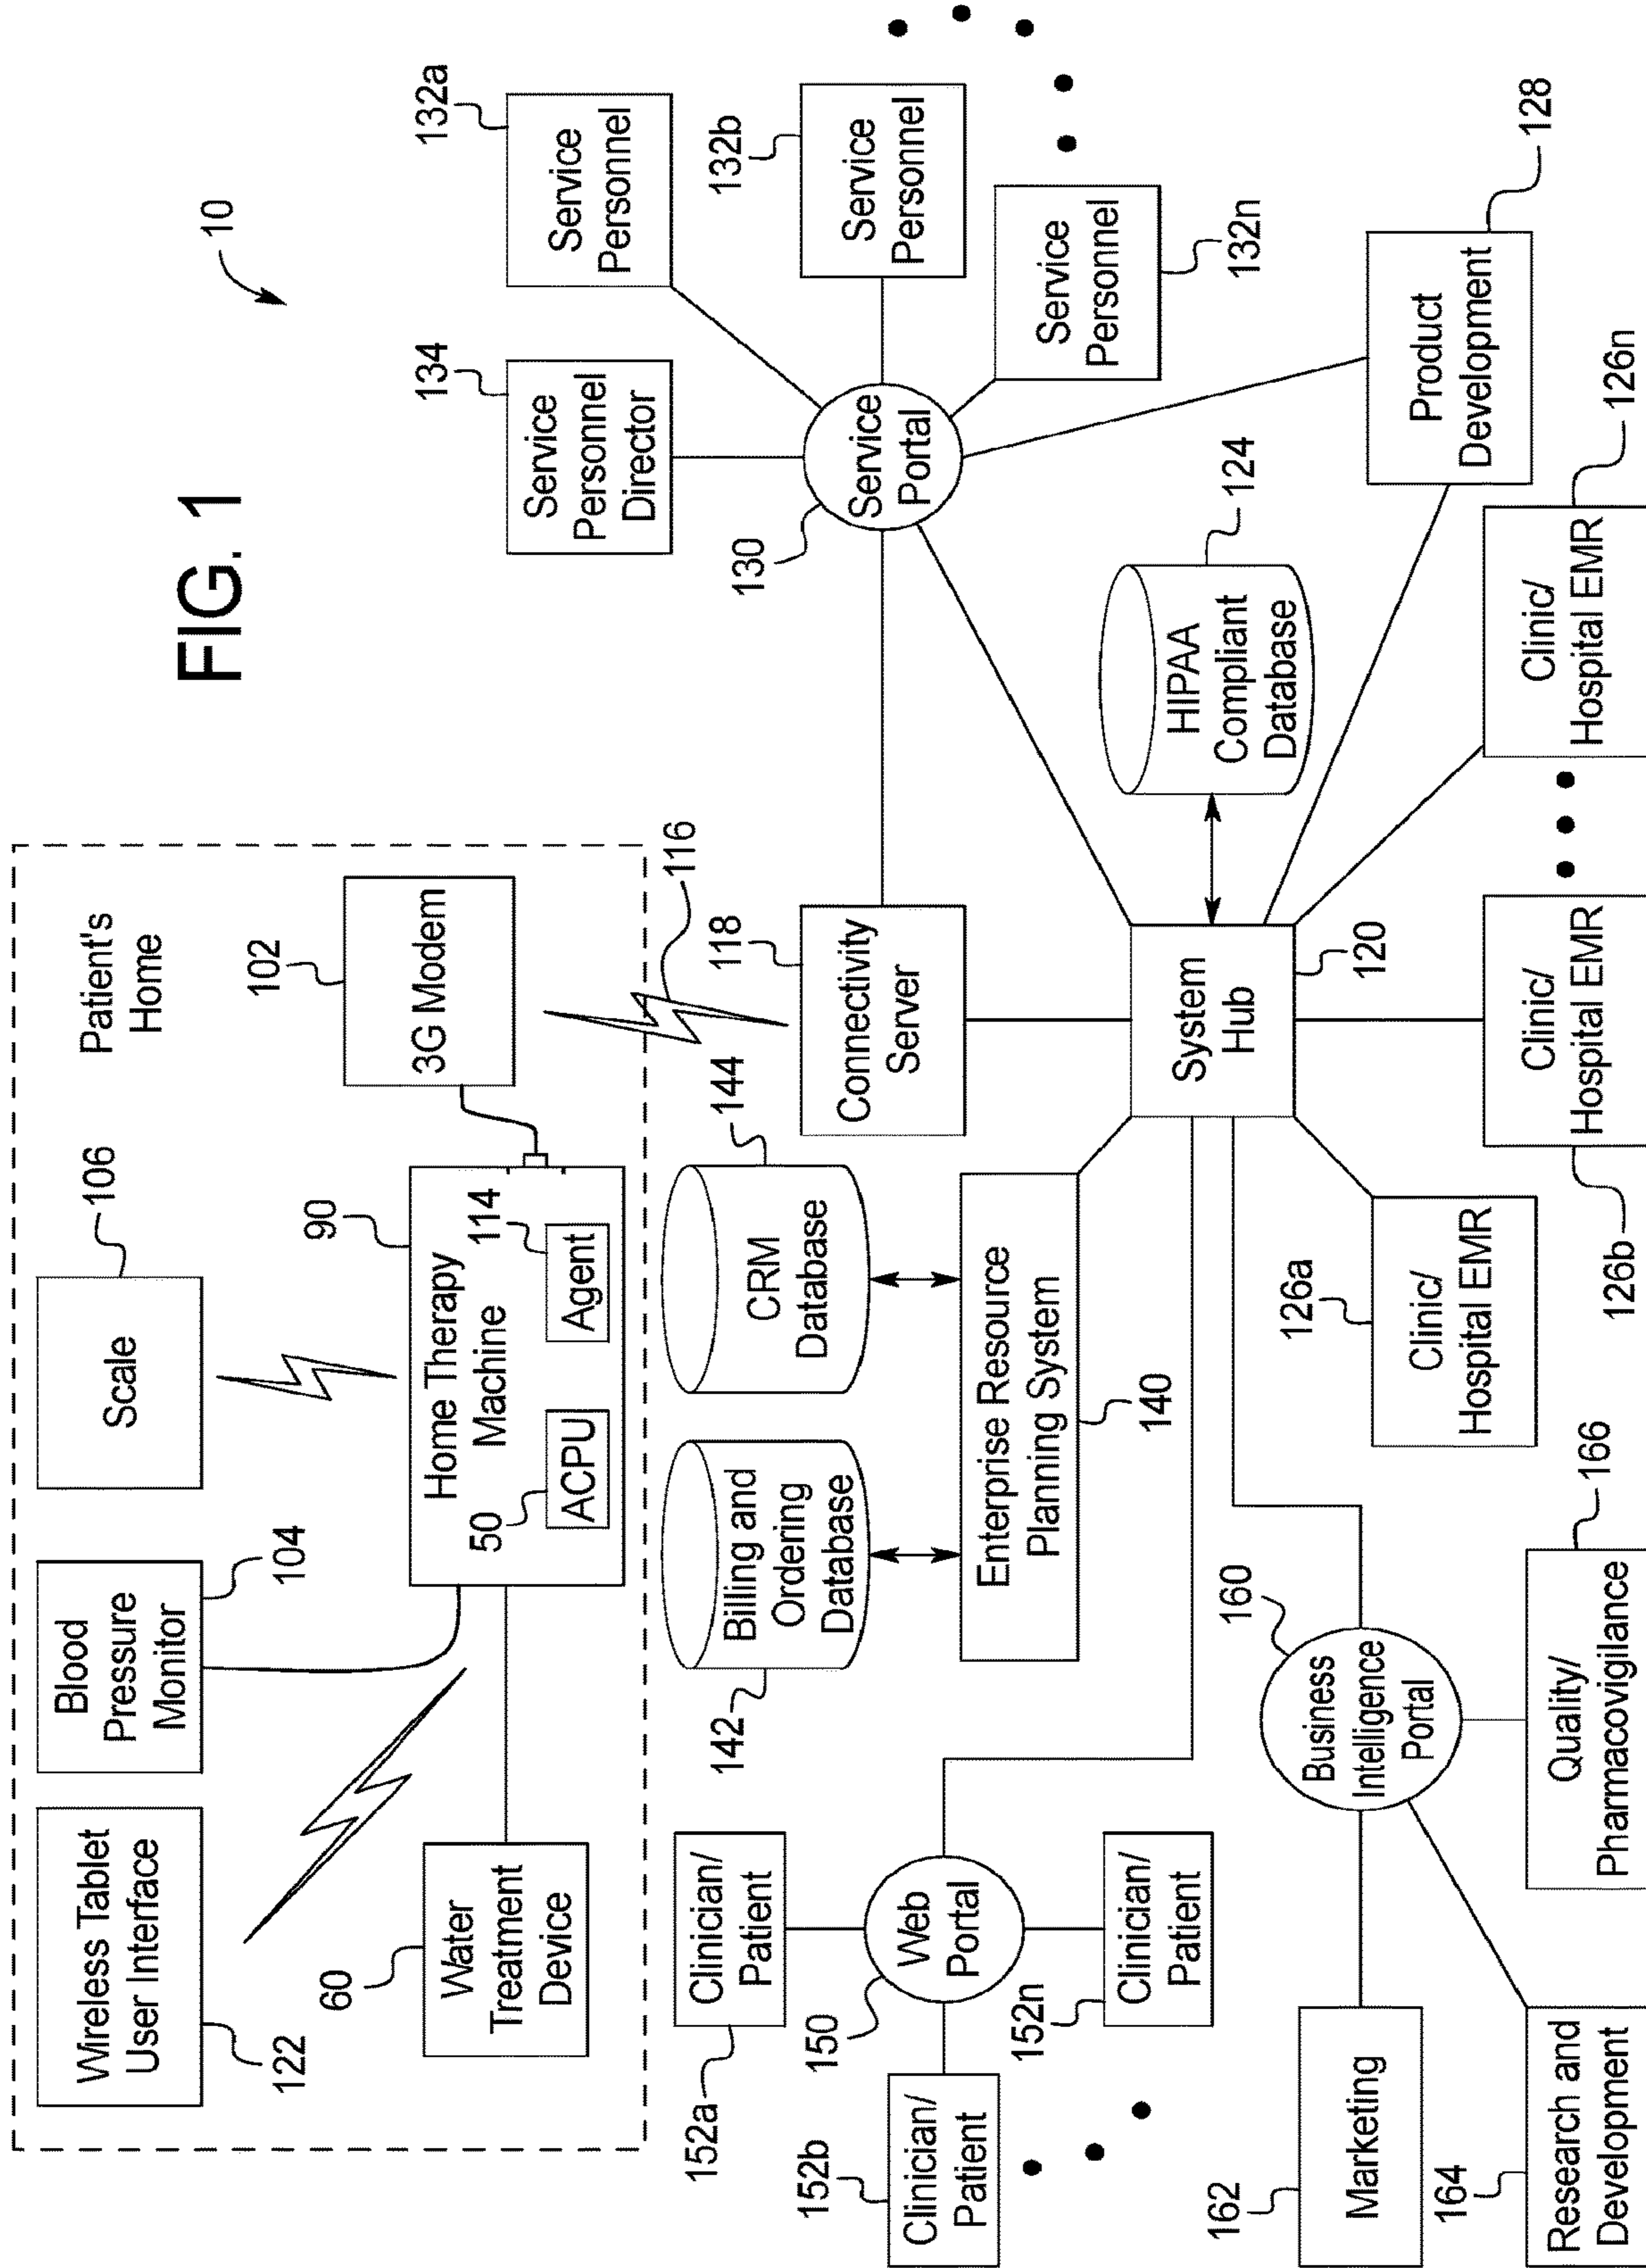 FIG. 1
10
Patient's
Home
Wireless Tablet
User Interface
122
Blood
Pressure
Monitor
104
Scale
106
3G Modem
102
Water
Treatment
Device
60
Home Therapy
Machine
90
50
ACPU
114
Agent
116
Connectivity
Server
118
Service
Personnel
Director
134
Service
Personnel
132a
Service
Personnel
132b
Service
Personnel
132n
Service
Portal
130
Billing and
Ordering
Database
142
CRM
Database
144
Enterprise Resource
Planning System
140
HIPAA
Compliant
Database
124
System
Hub
120
Product
Development
128
Clinician/
Patient
152a
Clinician/
Patient
152b
Clinician/
Patient
152n
Web
Portal
150
Business
Intelligence
Portal
160
Marketing
162
Research and
Development
164
Quality/
Pharmacovigilance
166
Clinic/
Hospital EMR
126a
Clinic/
Hospital EMR
126b
Clinic/
Hospital EMR
126n